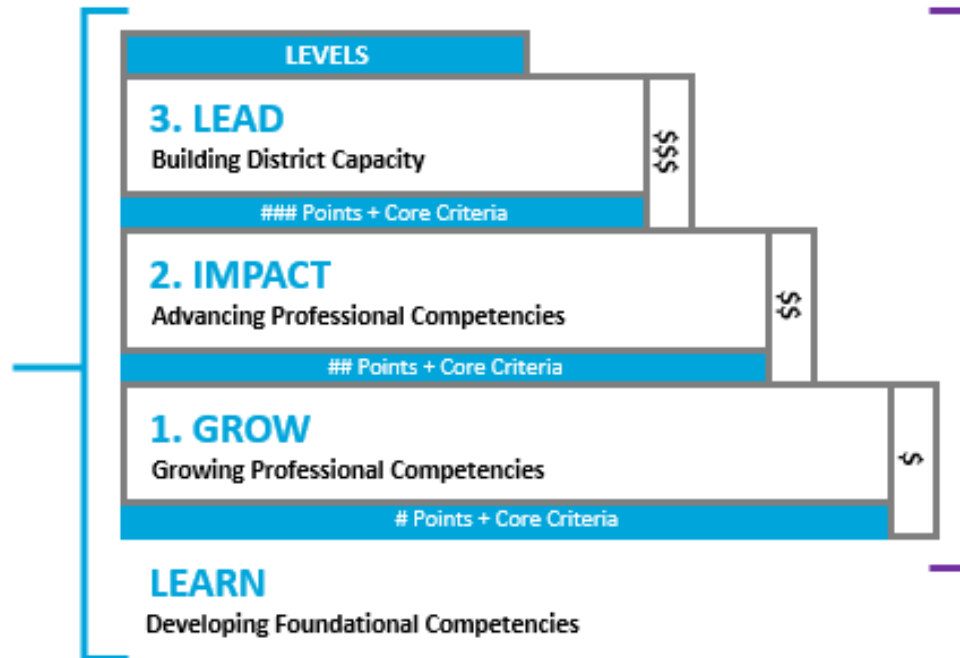 LEVELS
3. LEAD
Building District Capacity
$$$
### Points + Core Criteria
2. IMPACT
Advancing Professional Competencies
$$
## Points + Core Criteria
1. GROW
Growing Professional Competencies
$
# Points + Core Criteria
LEARN
Developing Foundational Competencies